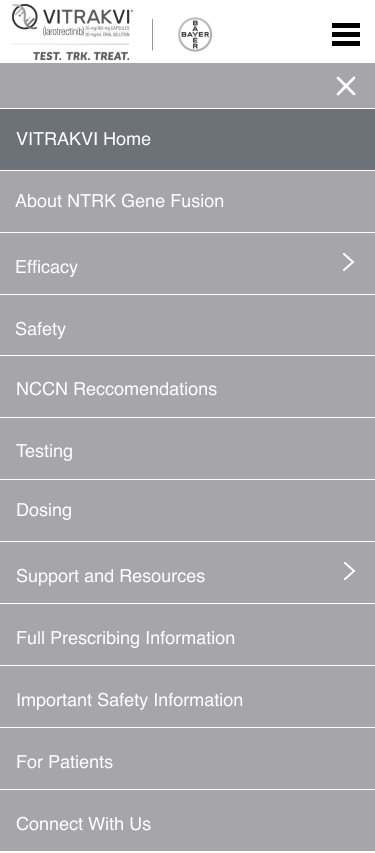 VITRAKVI
(larotrectinib) 25 mg/100 mg CAPSULES
20 mg/mL ORAL SOLUTION
TEST. TRK. TREAT.
BAYER
BAYER
VITRAKVI Home
About NTRK Gene Fusion
Efficacy
Safety
NCCN Reccomendations
Testing
Dosing
Support and Resources
Full Prescribing Information
Important Safety Information
For Patients
Connect With Us